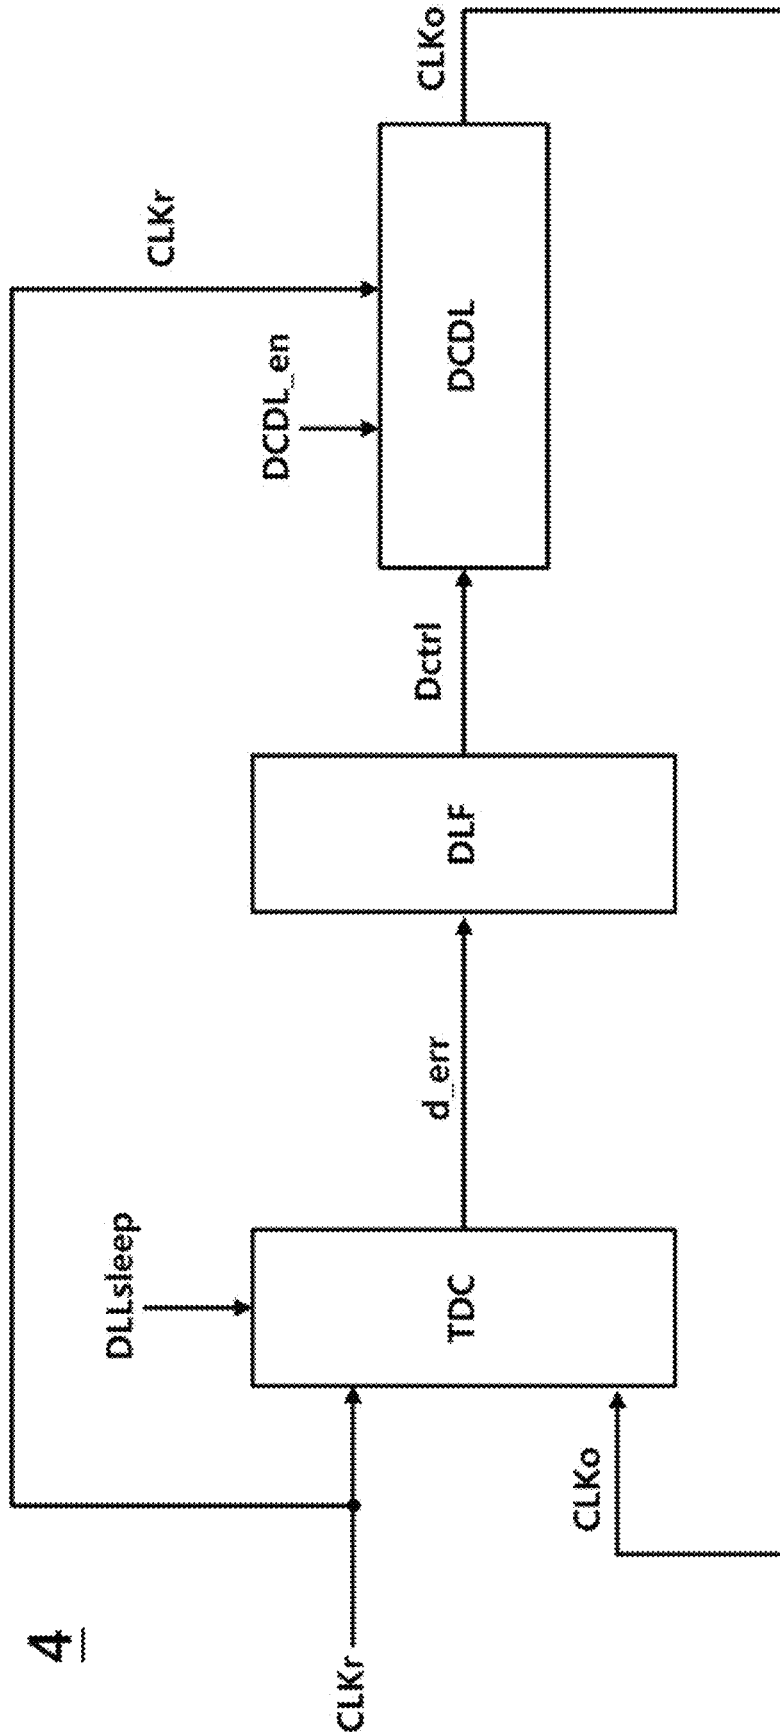 4
CLKr
CLKr
DLLsleep
DCDL_en
TDC
d_err
DLF
Dctrl
DCDL
CLKo
CLKo